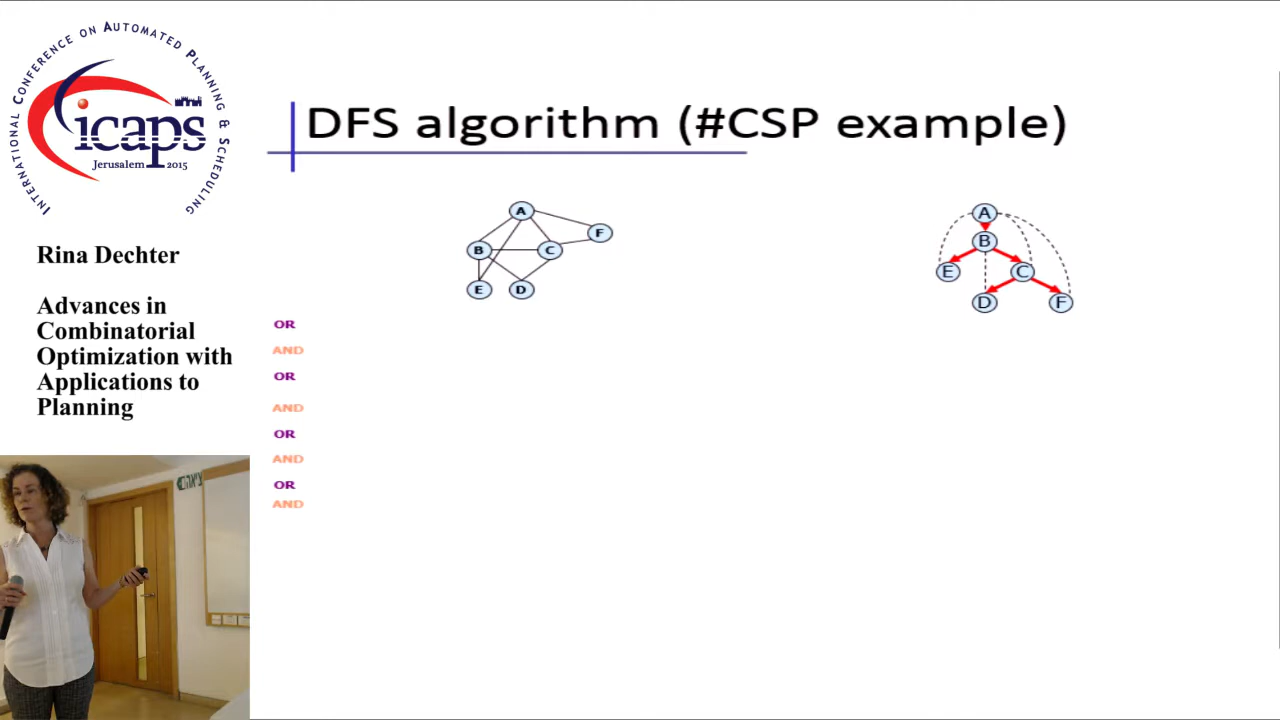 INTERNATIONAL CONFERENCE ON AUTOMATED PLANNING & SCHEDULING
icaps
Jerusalem 2015
Rina Dechter
Advances in
Combinatorial
Optimization with
Applications to
Planning
DFS algorithm (#CSP example)
A
F
B
C
E
D
A
B
E
C
D
F
OR
AND
OR
AND
OR
AND
OR
AND